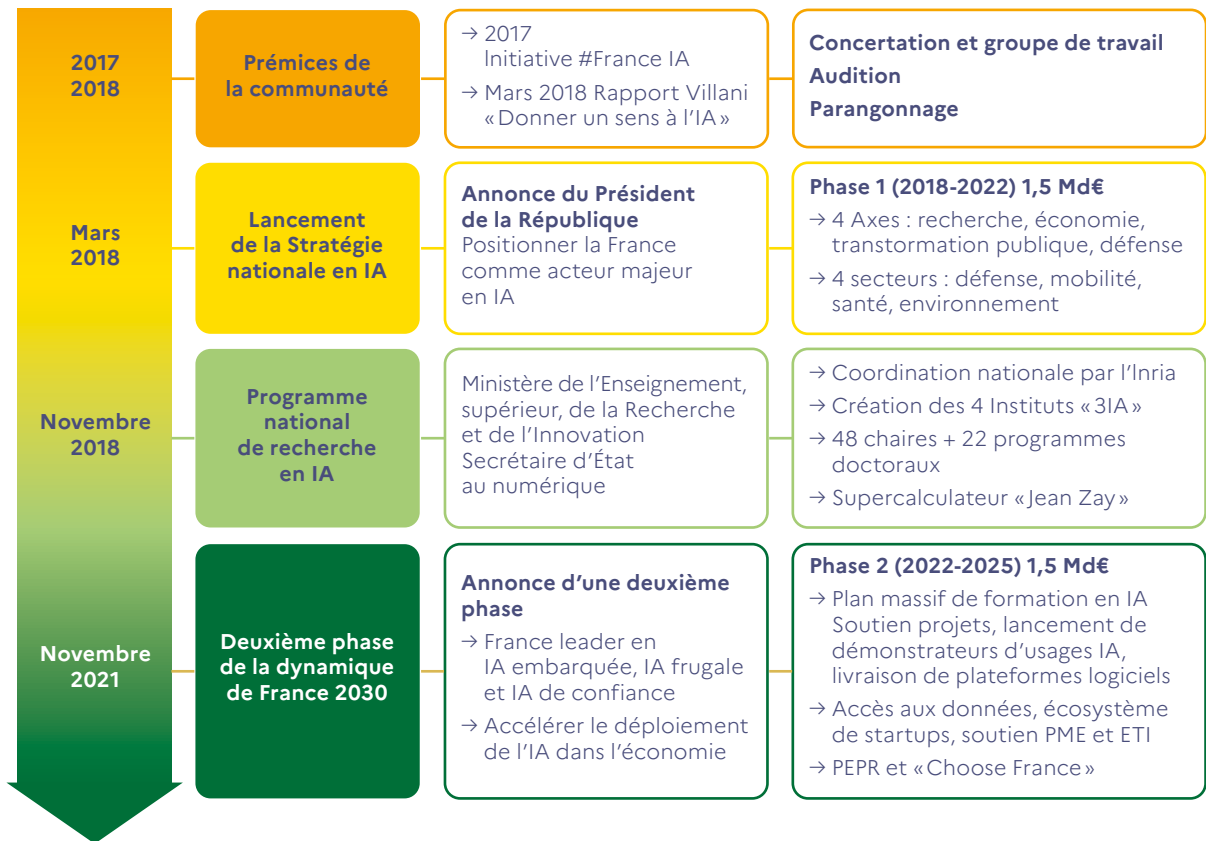 2017
2018
Prémices de
la communauté
→ 2017
Initiative #France IA
→ Mars 2018 Rapport Villani
«Donner un sens à l’IA»
Concertation et groupe de travail
Audition
Parangonnage
Mars
2018
Lancement
de la Stratégie
nationale en IA
Annonce du Président
de la République
Positionner la France
comme acteur majeur
en IA
Phase 1 (2018-2022) 1,5 Md€
→ 4 Axes : recherche, économie,
transtormation publique, défense
→ 4 secteurs : défense, mobilité,
santé, environnement
Novembre
2018
Programme
national
de recherche
en IA
Ministère de l’Enseignement,
supérieur, de la Recherche
et de l’Innovation
Secrétaire d’État
au numérique
→ Coordination nationale par l’Inria
→ Création des 4 Instituts «3IA»
→ 48 chaires + 22 programmes
doctoraux
→ Supercalculateur «Jean Zay»
Novembre
2021
Deuxième phase
de la dynamique
de France 2030
Annonce d’une deuxième
phase
→ France leader en
IA embarquée, IA frugale
et IA de confiance
→ Accélérer le déploiement
de l’IA dans l’économie
Phase 2 (2022-2025) 1,5 Md€
→ Plan massif de formation en IA
Soutien projets, lancement de
démonstrateurs d’usages IA,
livraison de plateformes logiciels
→ Accès aux données, écosystème
de startups, soutien PME et ETI
→ PEPR et «Choose France»